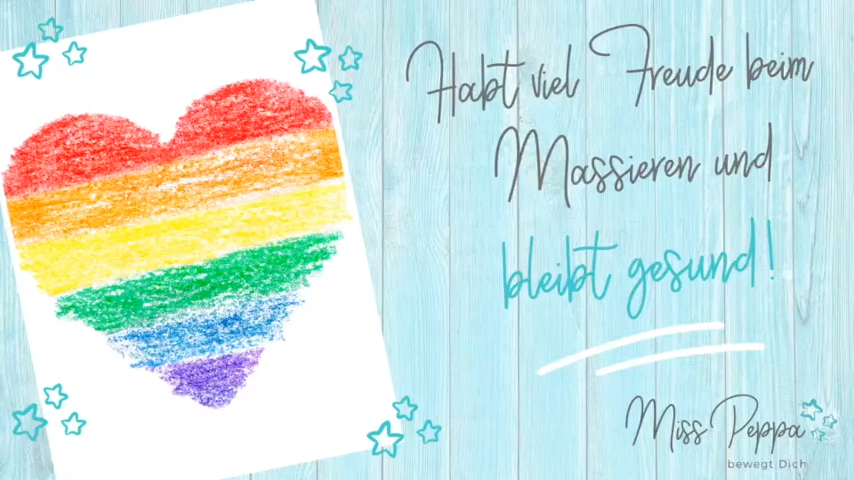 Habt viel Freude beim
Massieren und
bleibt gesund!
Miss Peppa
bewegt Dich